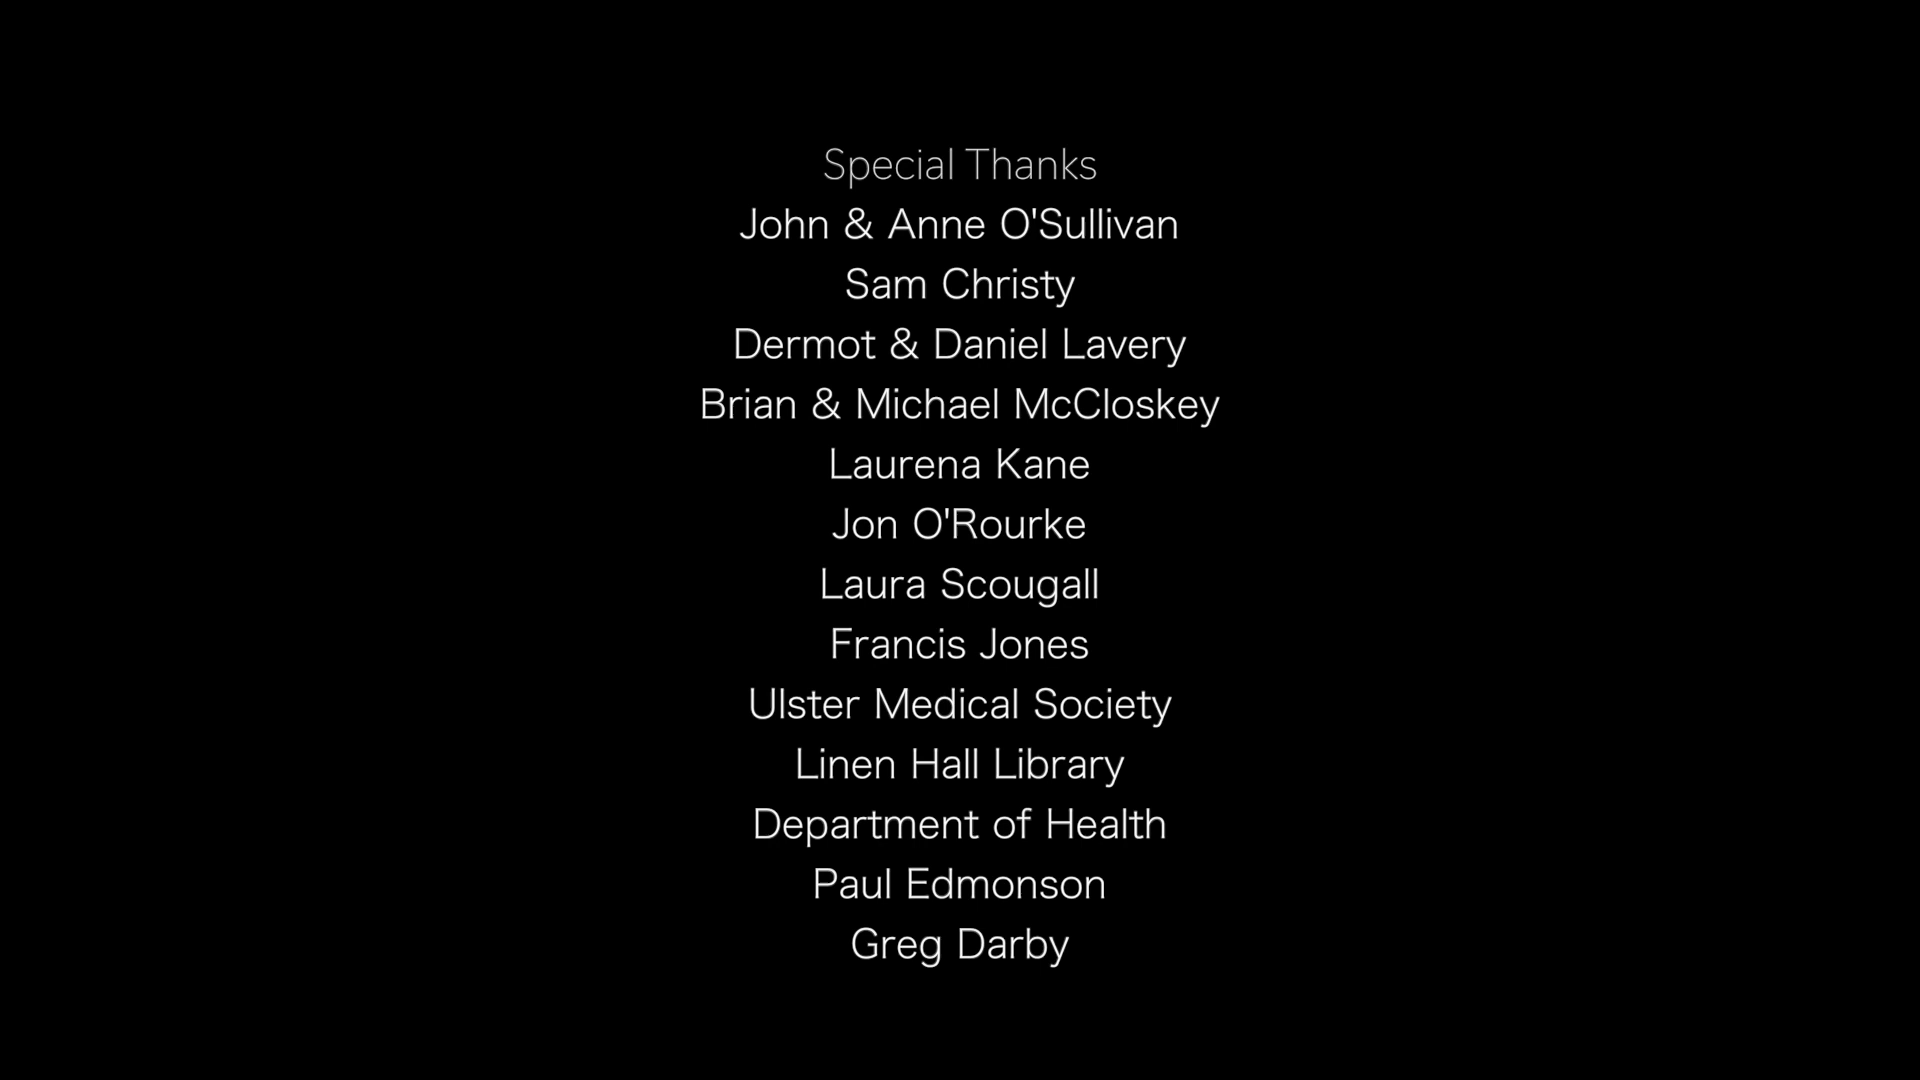 Special Thanks
John & Anne O'Sullivan
Sam Christy
Dermot & Daniel Lavery
Brian & Michael McCloskey
Laurena Kane
Jon O'Rourke
Laura Scougall
Francis Jones
Ulster Medical Society
Linen Hall Library
Department of Health
Paul Edmonson
Greg Darby